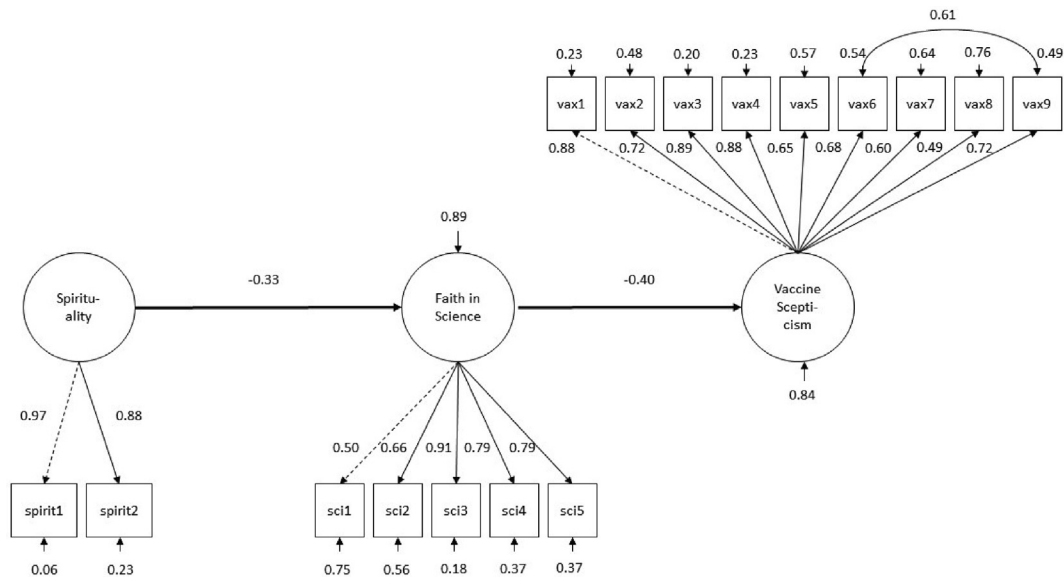 0.61
0.23 0.48 0.20 0.23 0.57 0.54 0.64 0.76 0.49
vax1 vax2 vax3 vax4 vax5 vax6 vax7 vax8 vax9
0.88 0.72 0.89 0.88 0.65 0.68 0.60 0.49 0.72
0.89
-0.33 -0.40
Spiritu-
ality
Faith in
Science
Vaccine
Scepti-
cism
0.84
0.97 0.88
0.50 0.66 0.91 0.79 0.79
spirit1 spirit2 sci1 sci2 sci3 sci4 sci5
0.06 0.23 0.75 0.56 0.18 0.37 0.37